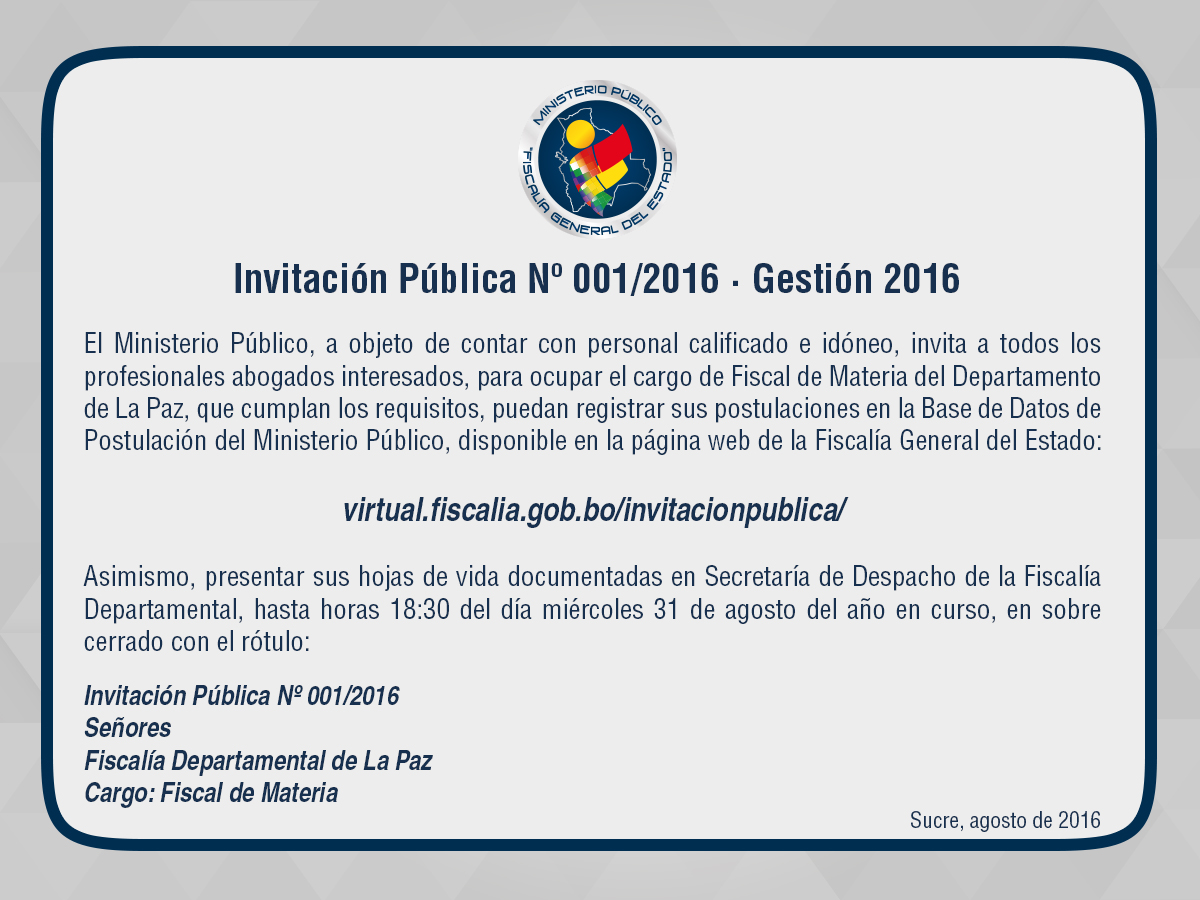 MINISTERIO PÚBLICO
"FISCALÍA GENERAL DEL ESTADO"
Invitación Pública Nº 001/2016 · Gestión 2016
El Ministerio Público, a objeto de contar con personal calificado e idóneo, invita a todos los
profesionales abogados interesados, para ocupar el cargo de Fiscal de Materia del Departamento
de La Paz, que cumplan los requisitos, puedan registrar sus postulaciones en la Base de Datos de
Postulación del Ministerio Público, disponible en la página web de la Fiscalía General del Estado:
virtual.fiscalia.gob.bo/invitacionpublica/
Asimismo, presentar sus hojas de vida documentadas en Secretaría de Despacho de la Fiscalía
Departamental, hasta horas 18:30 del día miércoles 31 de agosto del año en curso, en sobre
cerrado con el rótulo:
Invitación Pública Nº 001/2016
Señores
Fiscalía Departamental de La Paz
Cargo: Fiscal de Materia
Sucre, agosto de 2016